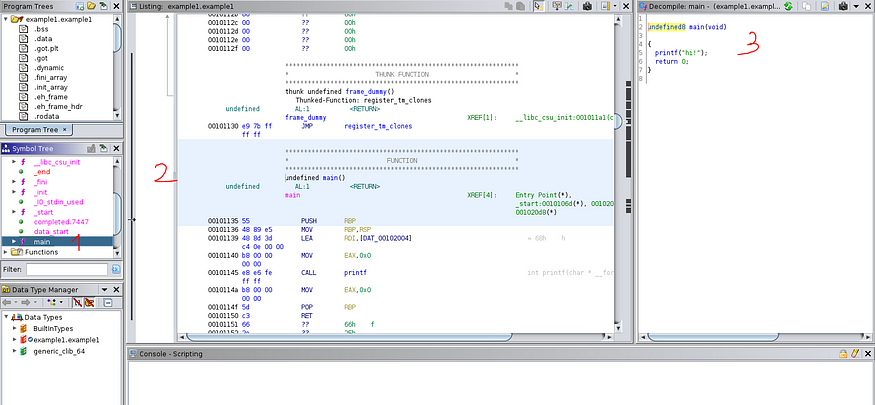 Program Trees
example1.example1
.bss
.data
.got.plt
.got
.dynamic
.fini_array
.init_array
.eh_frame
.eh_frame_hdr
.rodata
Program Tree ×
Symbol Tree
__libc_csu_init
_end
_fini
_init
_IO_stdin_used
_start
completed.7447
data_start
main
1
Functions
Filter:
Data Type Manager
Data Types
BuiltInTypes
example1.example1
generic_clib_64
Listing: example1.example1
0010112b 00 ?? 00h
0010112c 00 ?? 00h
0010112d 00 ?? 00h
0010112e 00 ?? 00h
0010112f 00 ?? 00h
* THUNK FUNCTION *
thunk undefined frame_dummy()
Thunked-Function: register_tm_clones
undefined AL:1 <RETURN>
frame_dummy XREF[1]: __libc_csu_init:001011a1(c
00101130 e9 7b ff JMP register_tm_clones
ff ff
2
* FUNCTION *
undefined main()
undefined AL:1 <RETURN>
main XREF[4]: Entry Point(*),
_start:0010106d(*), 001020
001020d8(*)
00101135 55 PUSH RBP
00101136 48 89 e5 MOV RBP,RSP
00101139 48 8d 3d LEA RDI,[DAT_00102004] = 68h h
c4 0e 00 00
00101140 b8 00 00 MOV EAX,0x0
00 00
00101145 e8 e6 fe CALL printf int printf(char * __for
ff ff
0010114a b8 00 00 MOV EAX,0x0
00 00
0010114f 5d POP RBP
00101150 c3 RET
00101151 66 ?? 66h f
Decompile: main - (example1.exampl...
1
2 undefined8 main(void)
3
4 {
5 printf("hi!");
6 return 0;
7 }
8
3
Console - Scripting